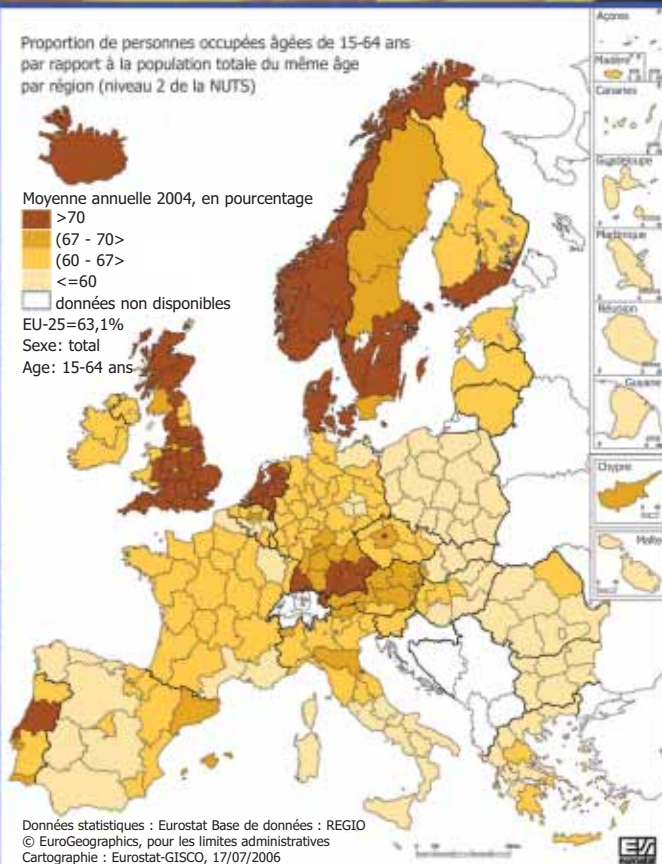 Proportion de personnes occupées âgées de 15-64 ans
par rapport à la population totale du même âge
par région (niveau 2 de la NUTS)
Moyenne annuelle 2004, en pourcentage
>70
(67 - 70>
(60 - 67>
<=60
données non disponibles
EU-25=63,1%
Sexe: total
Age: 15-64 ans
Açores
Madère
Canaries
Guadeloupe
Martinique
Réunion
Guyane
Chypre
Malte
Données statistiques : Eurostat Base de données : REGIO
© EuroGeographics, pour les limites administratives
Cartographie : Eurostat-GISCO, 17/07/2006